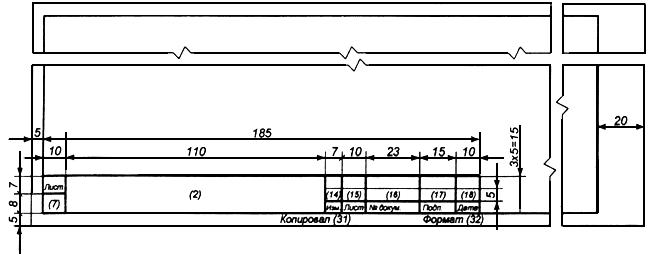 5 185 20
10 110 7 10 23 15 10 3x5=15
7 Лист (2) (14) (15) (16) (17) (18) 5
8 (7) Изм. Лист № докум. Подп. Дата
5 Копировал (31) Формат (32)